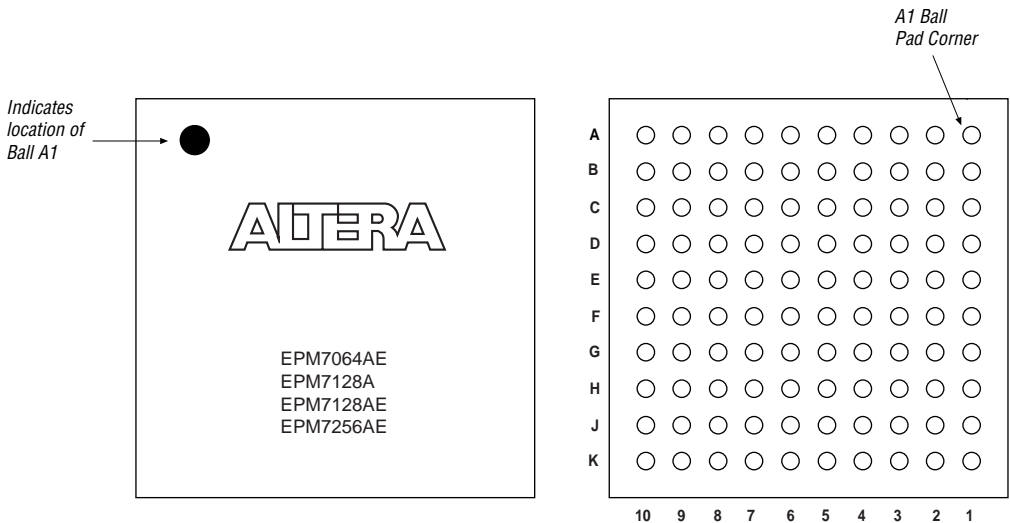 A1 Ball
Pad Corner
Indicates
location of
Ball A1
ALTERA
EPM7064AE
EPM7128A
EPM7128AE
EPM7256AE
A
B
C
D
E
F
G
H
J
K
10 9 8 7 6 5 4 3 2 1